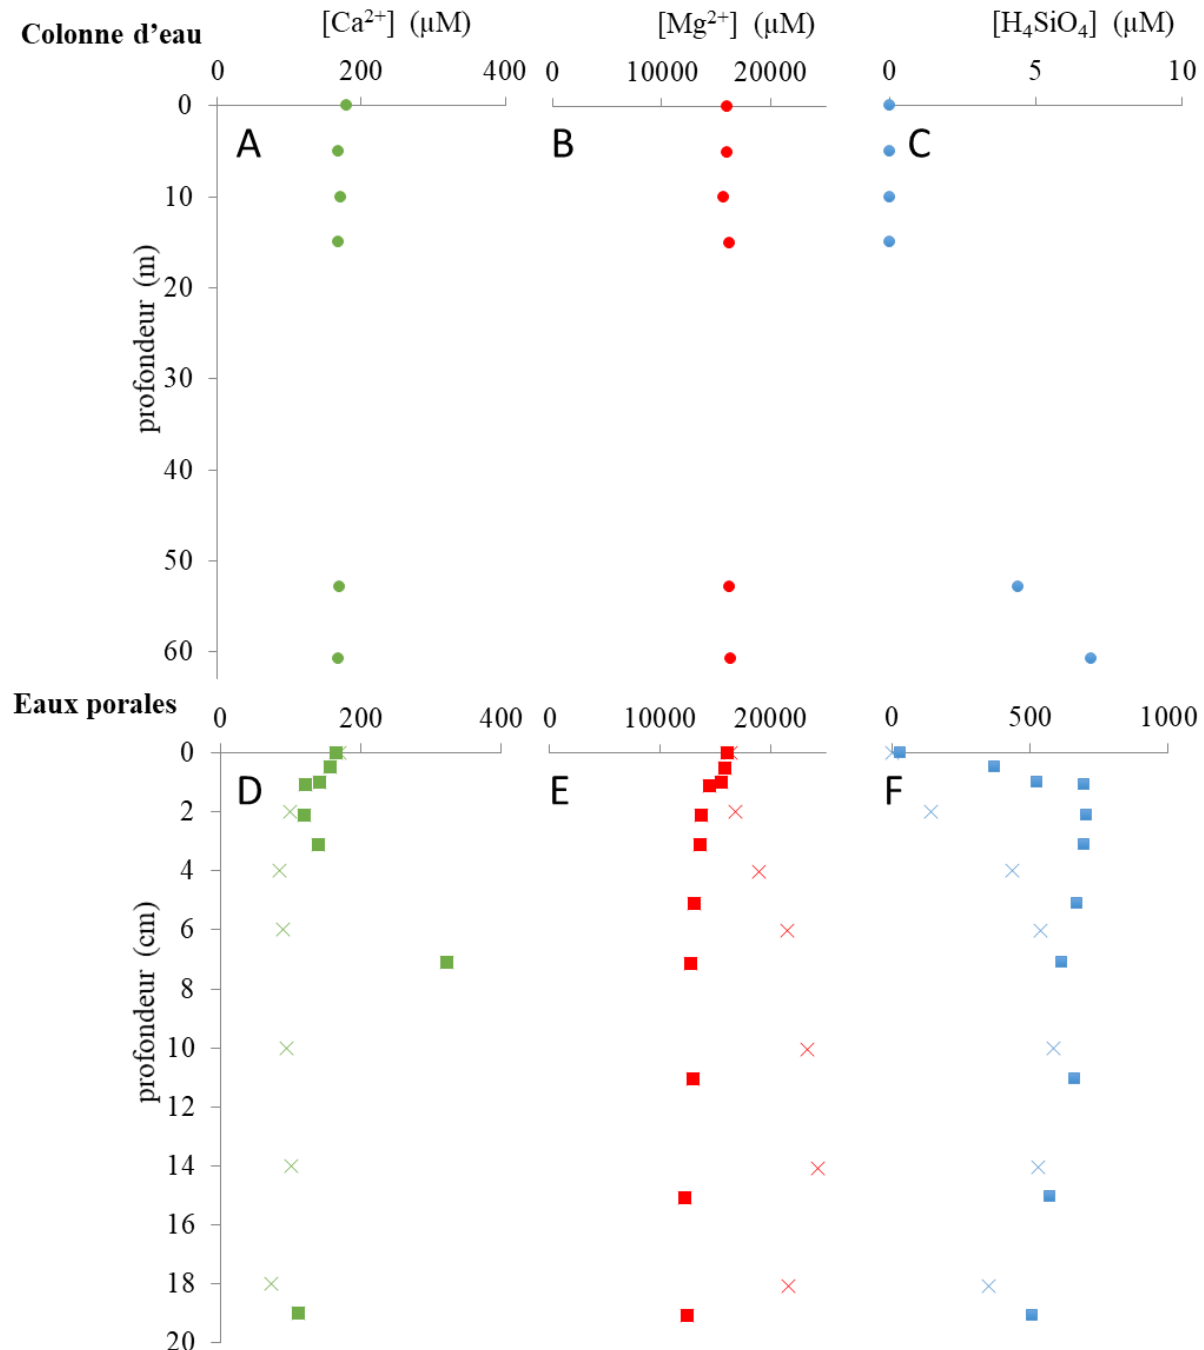 Colonne d’eau
[Ca²⁺] (µM)
[Mg²⁺] (µM)
[H₄SiO₄] (µM)
0 200 400
0 10000 20000
0 5 10
A
B
C
0
10
20
30
40
50
60
profondeur (m)
Eaux porales
0 200 400
0 10000 20000
0 500 1000
D
E
F
0
2
4
6
8
10
12
14
16
18
20
profondeur (cm)